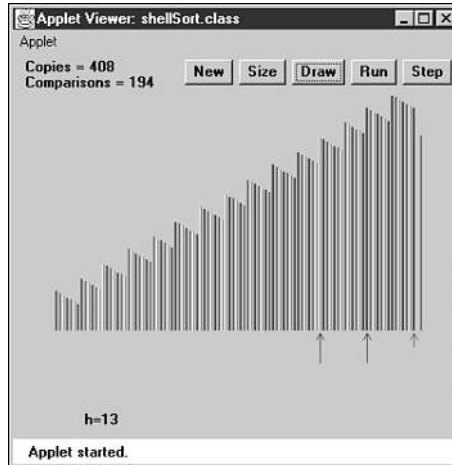 Applet Viewer: shellSort.class
Applet
Copies = 408
Comparisons = 194
New Size Draw Run Step
h=13
Applet started.